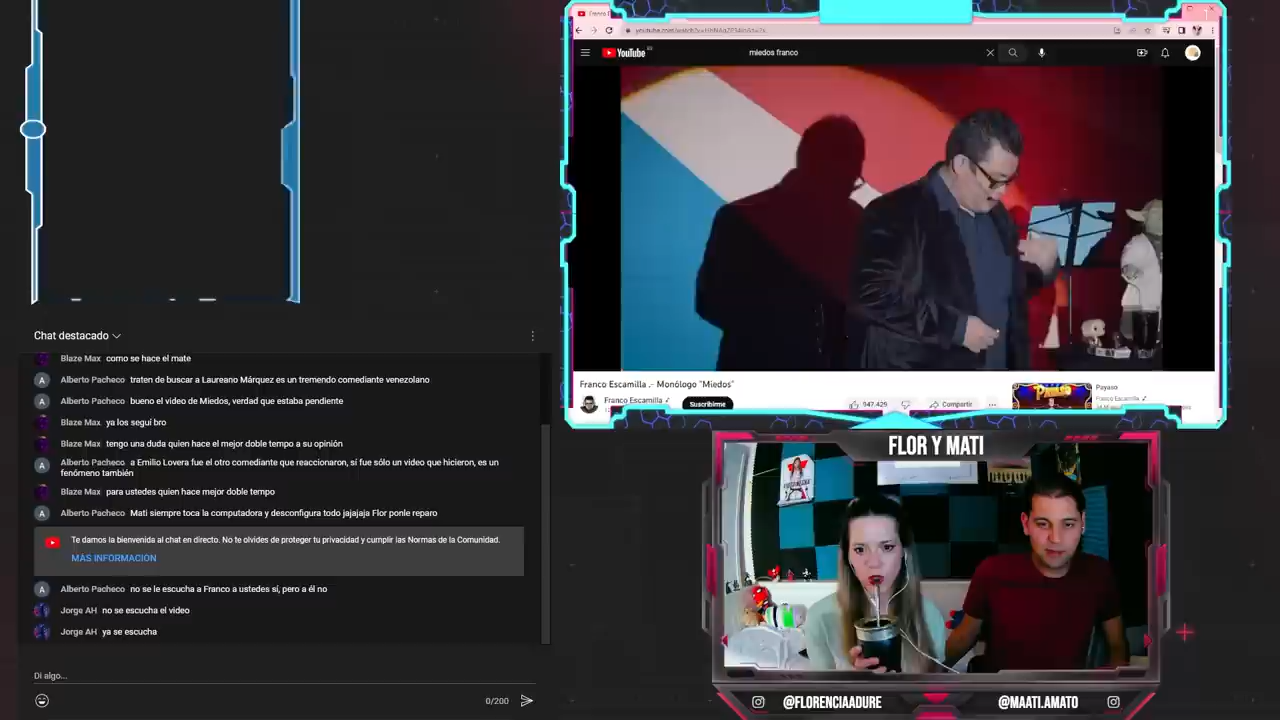 YouTube
miedos franco
Franco Escamilla .- Monólogo "Miedos"
Franco Escamilla
Suscribirme
947.429
Compartir
Payaso
Franco Escamilla
Chat destacado
Blaze Max como se hace el mate
Alberto Pacheco traten de buscar a Laureano Márquez es un tremendo comediante venezolano
Alberto Pacheco bueno el video de Miedos, verdad que estaba pendiente
Blaze Max ya los seguí bro
Blaze Max tengo una duda quien hace el mejor doble tempo a su opinión
Alberto Pacheco a Emilio Lovera fue el otro comediante que reaccionaron, sí fue sólo un video que hicieron, es un
fenómeno también
Blaze Max para ustedes quien hace mejor doble tempo
Alberto Pacheco Mati siempre toca la computadora y desconfigura todo jajajaja Flor ponle reparo
Te damos la bienvenida al chat en directo. No te olvides de proteger tu privacidad y cumplir las Normas de la Comunidad.
MÁS INFORMACIÓN
Alberto Pacheco no se le escucha a Franco a ustedes sí, pero a él no
Jorge AH no se escucha el video
Jorge AH ya se escucha
Di algo...
0/200
FLOR Y MATI
@FLORENCIAADURE
@MAATI.AMATO